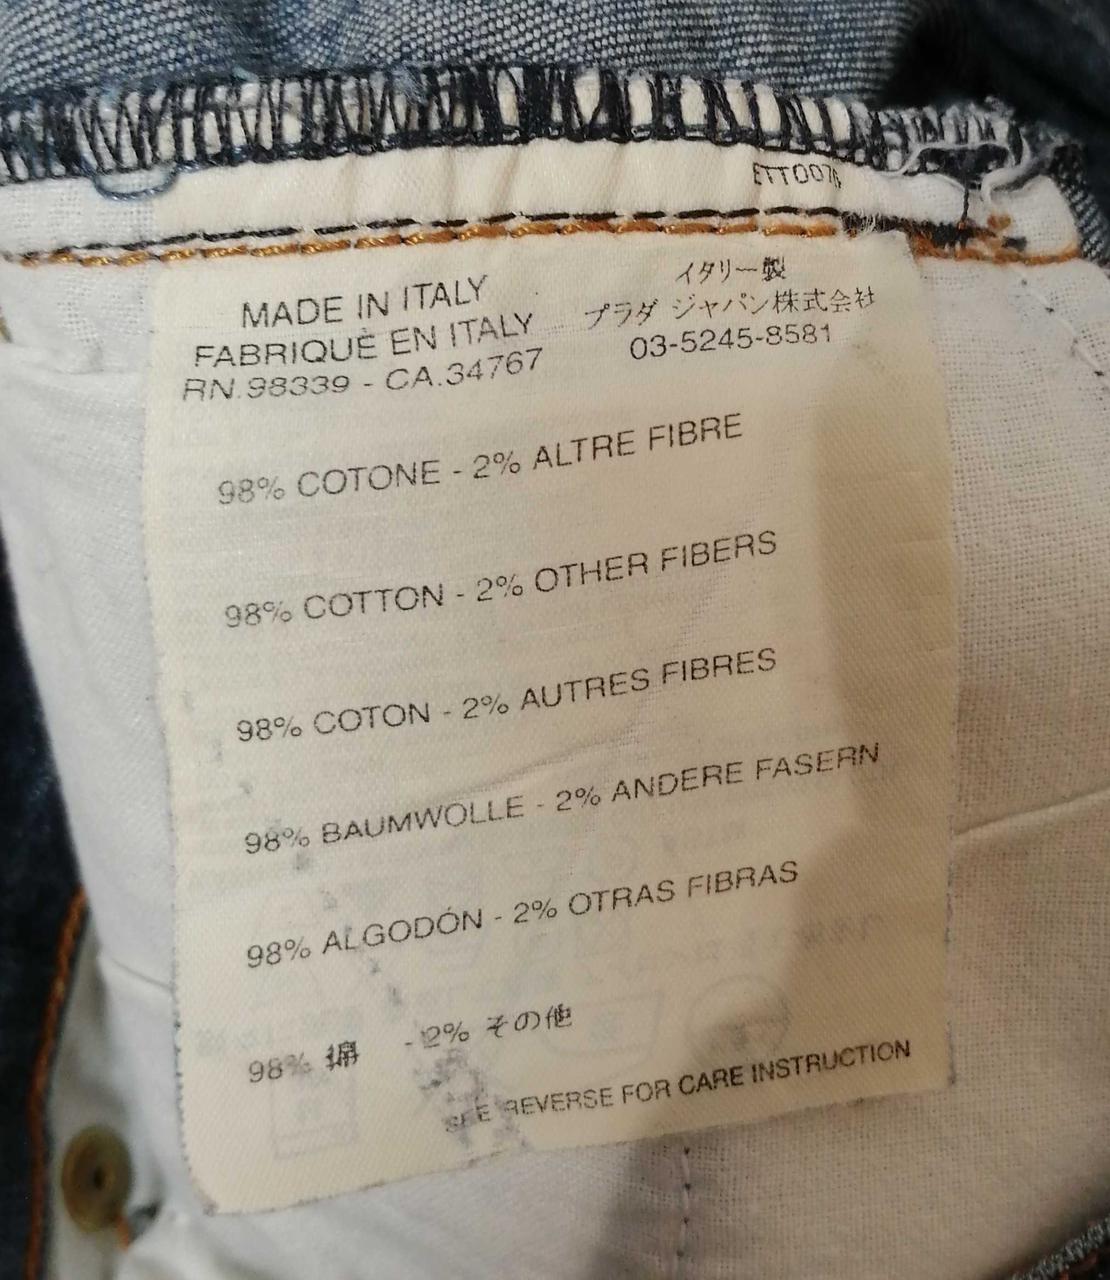 ETT0076
MADE IN ITALY
FABRIQUÈ EN ITALY
RN.98339 - CA.34767
イタリー製
プラダ ジャパン株式会社
03-5245-8581
98% COTONE - 2% ALTRE FIBRE
98% COTTON - 2% OTHER FIBERS
98% COTON - 2% AUTRES FIBRES
98% BAUMWOLLE - 2% ANDERE FASERN
98% ALGODÓN - 2% OTRAS FIBRAS
98% 綿 - 2% その他
SEE REVERSE FOR CARE INSTRUCTION